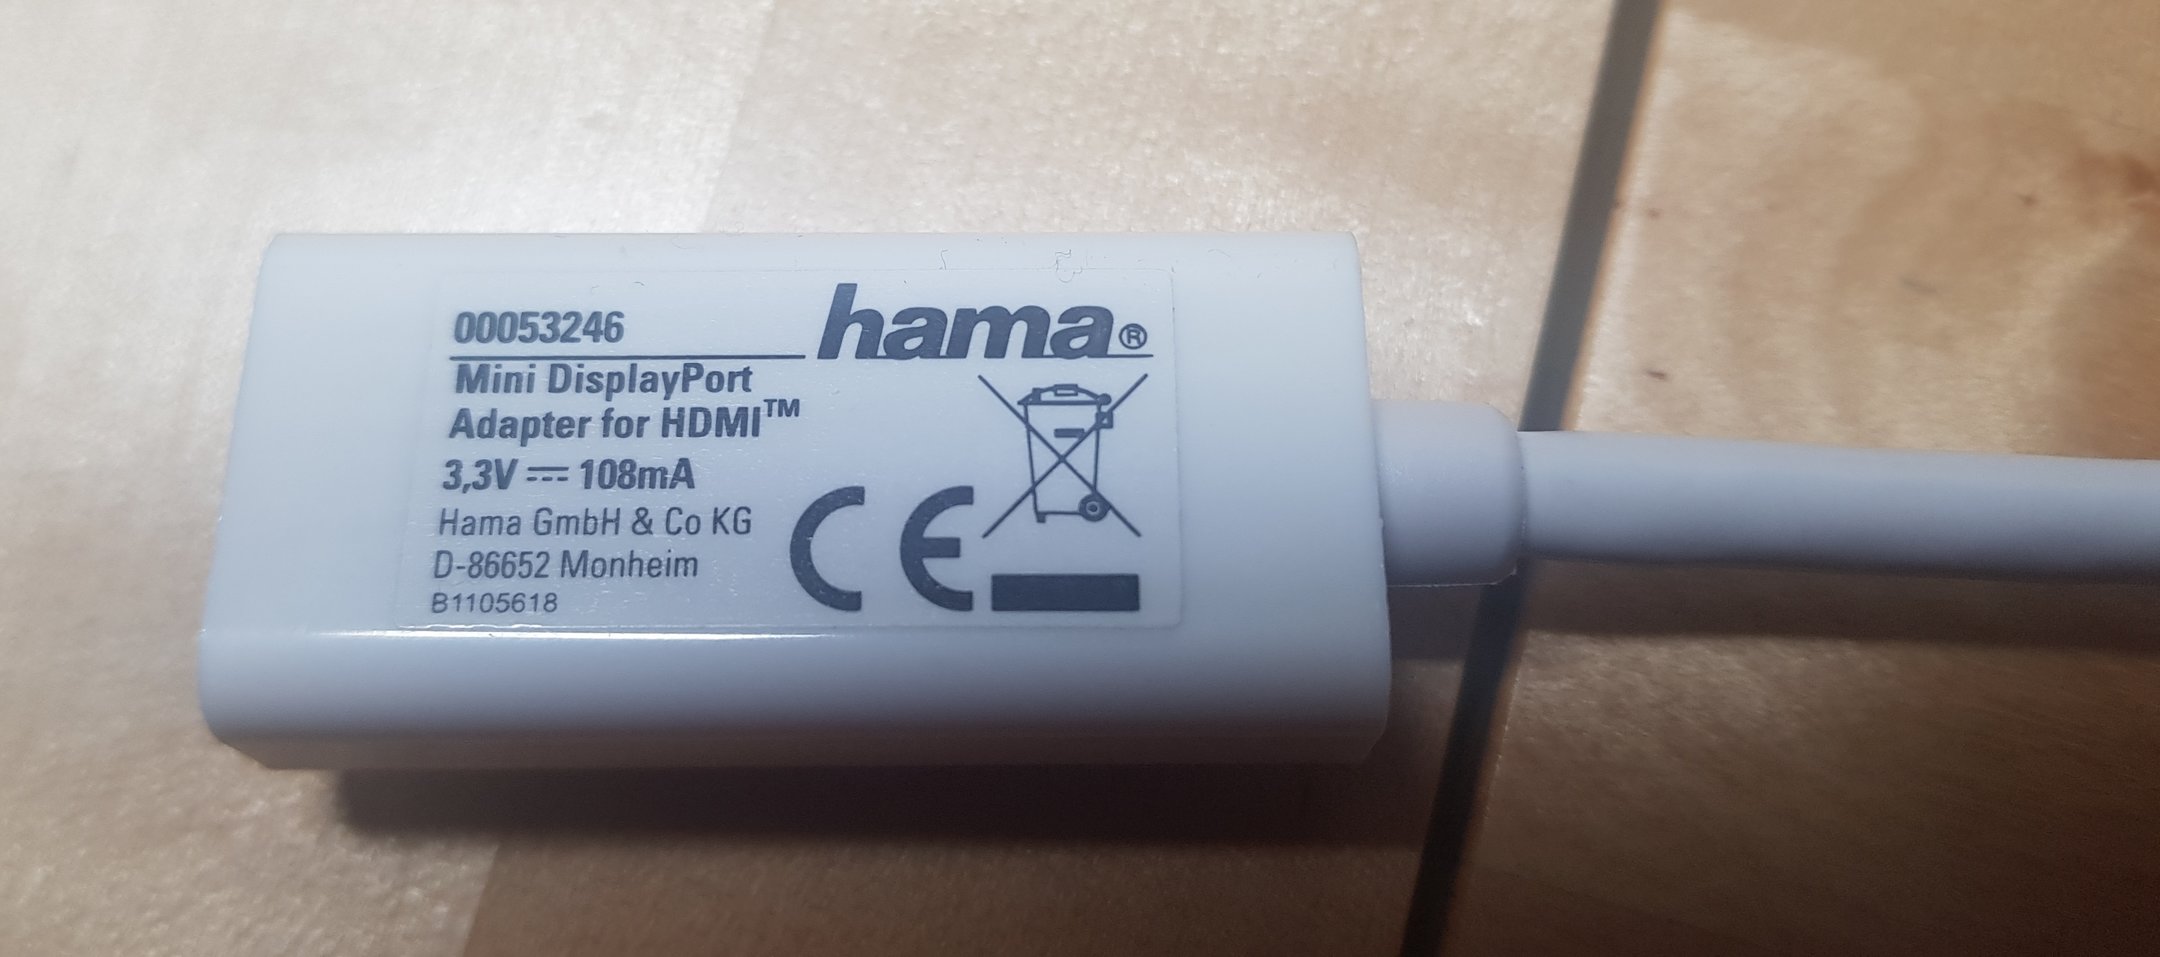 00053246
hama®
Mini DisplayPort
Adapter for HDMI™
3,3V ⎓ 108mA
Hama GmbH & Co KG
D-86652 Monheim
B1105618
CE